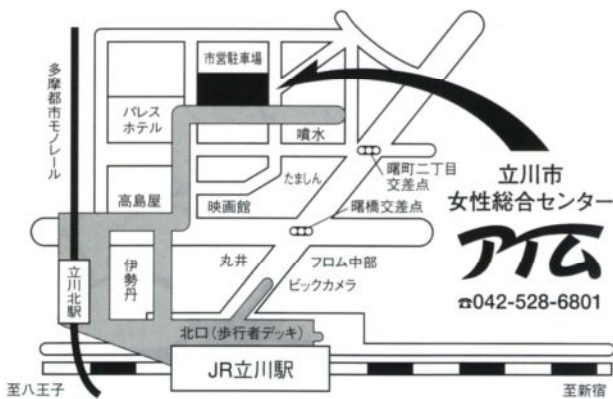 多摩都市モノレール
市営駐車場
パレス
ホテル
噴水
たましん
曙町二丁目
交差点
高島屋
映画館
曙橋交差点
立川市
女性総合センター
アイム
☎042-528-6801
立川北駅
伊勢丹
丸井
フロム中部
ビックカメラ
北口(歩行者デッキ)
JR立川駅
至八王子
至新宿